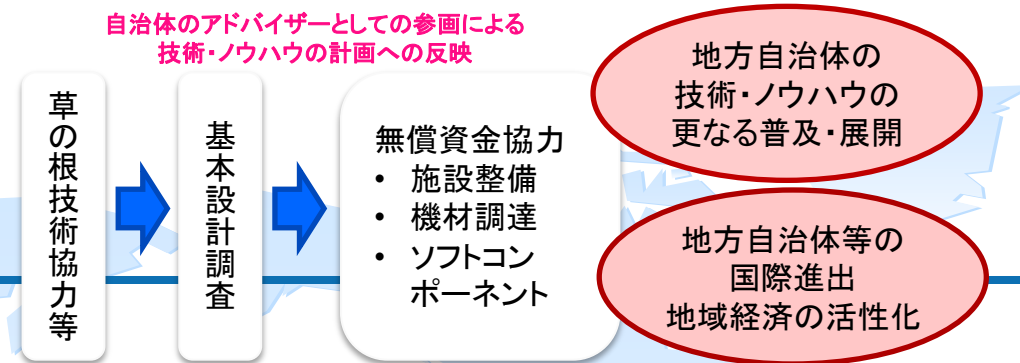 自治体のアドバイザーとしての参画による
技術・ノウハウの計画への反映
草の根技術協力等
基本設計調査
無償資金協力
• 施設整備
• 機材調達
• ソフトコン
ポーネント
地方自治体の
技術・ノウハウの
更なる普及・展開
地方自治体等の
国際進出
地域経済の活性化